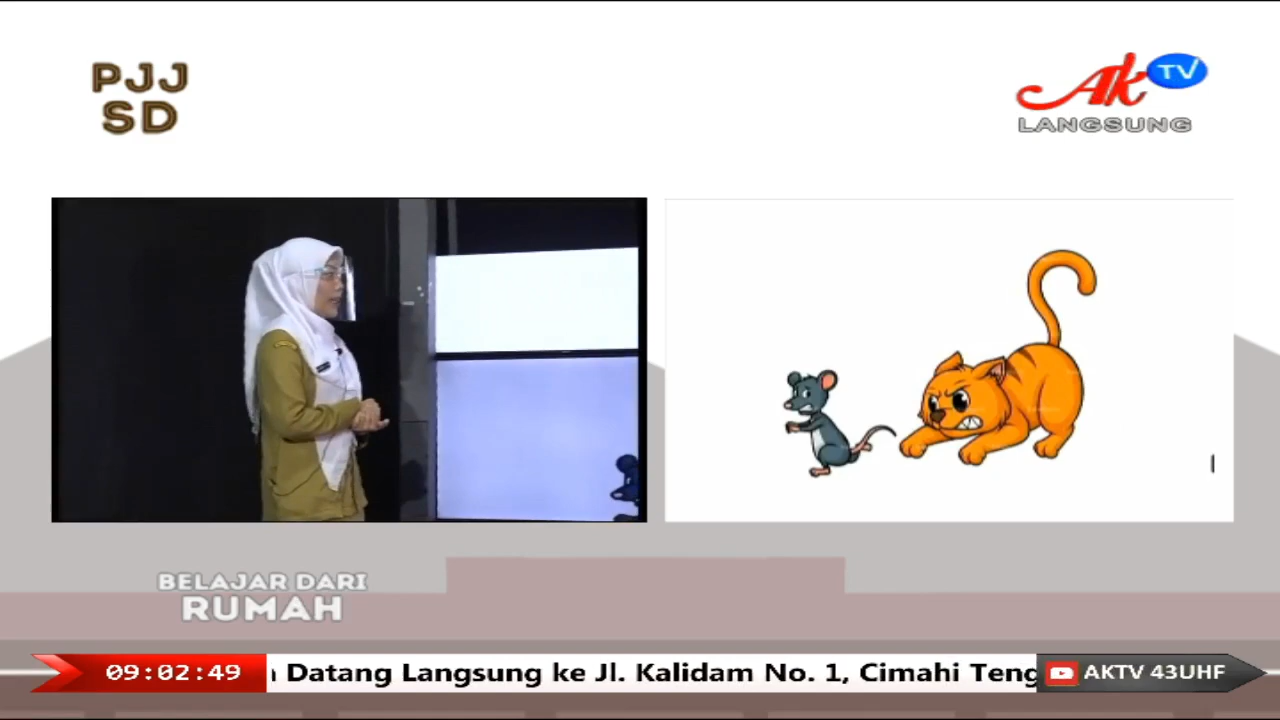 PJJ
SD
Ak TV
LANGSUNG
BELAJAR DARI
RUMAH
09:02:49
Datang Langsung ke Jl. Kalidam No. 1, Cimahi Teng
AKTV 43UHF